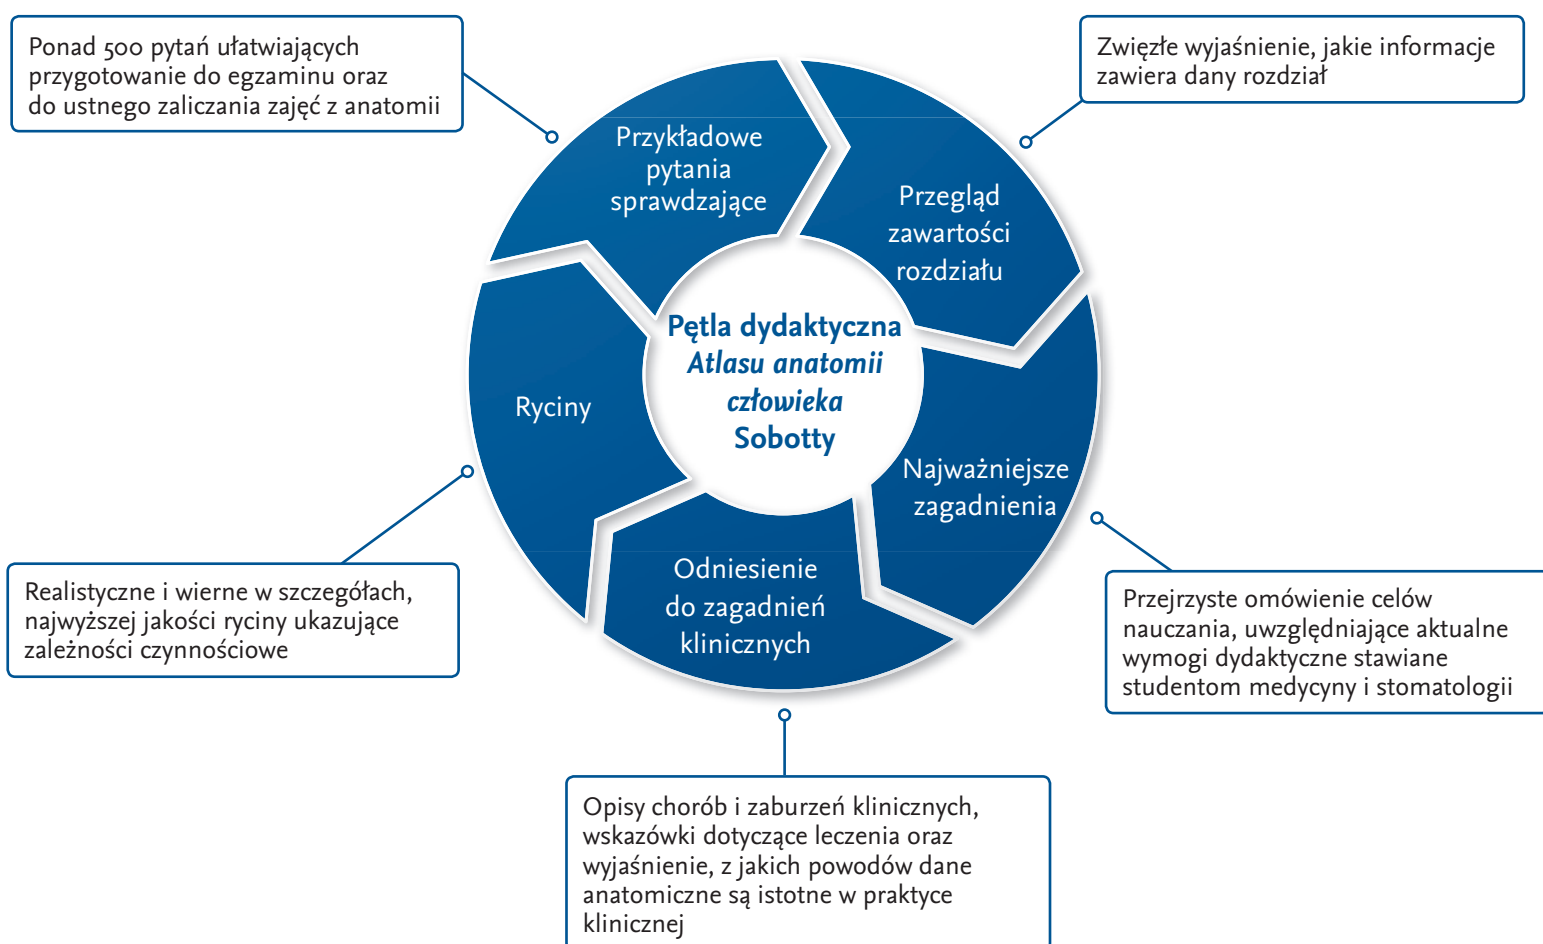 Ponad 500 pytań ułatwiających
przygotowanie do egzaminu oraz
do ustnego zaliczania zajęć z anatomii
Zwięzłe wyjaśnienie, jakie informacje
zawiera dany rozdział
Przykładowe
pytania
sprawdzające
Przegląd
zawartości
rozdziału
Pętla dydaktyczna
Atlasu anatomii
człowieka
Sobotty
Ryciny
Najważniejsze
zagadnienia
Odniesienie
do zagadnień
klinicznych
Realistyczne i wierne w szczegółach,
najwyższej jakości ryciny ukazujące
zależności czynnościowe
Przejrzyste omówienie celów
nauczania, uwzględniające aktualne
wymogi dydaktyczne stawiane
studentom medycyny i stomatologii
Opisy chorób i zaburzeń klinicznych,
wskazówki dotyczące leczenia oraz
wyjaśnienie, z jakich powodów dane
anatomiczne są istotne w praktyce
klinicznej